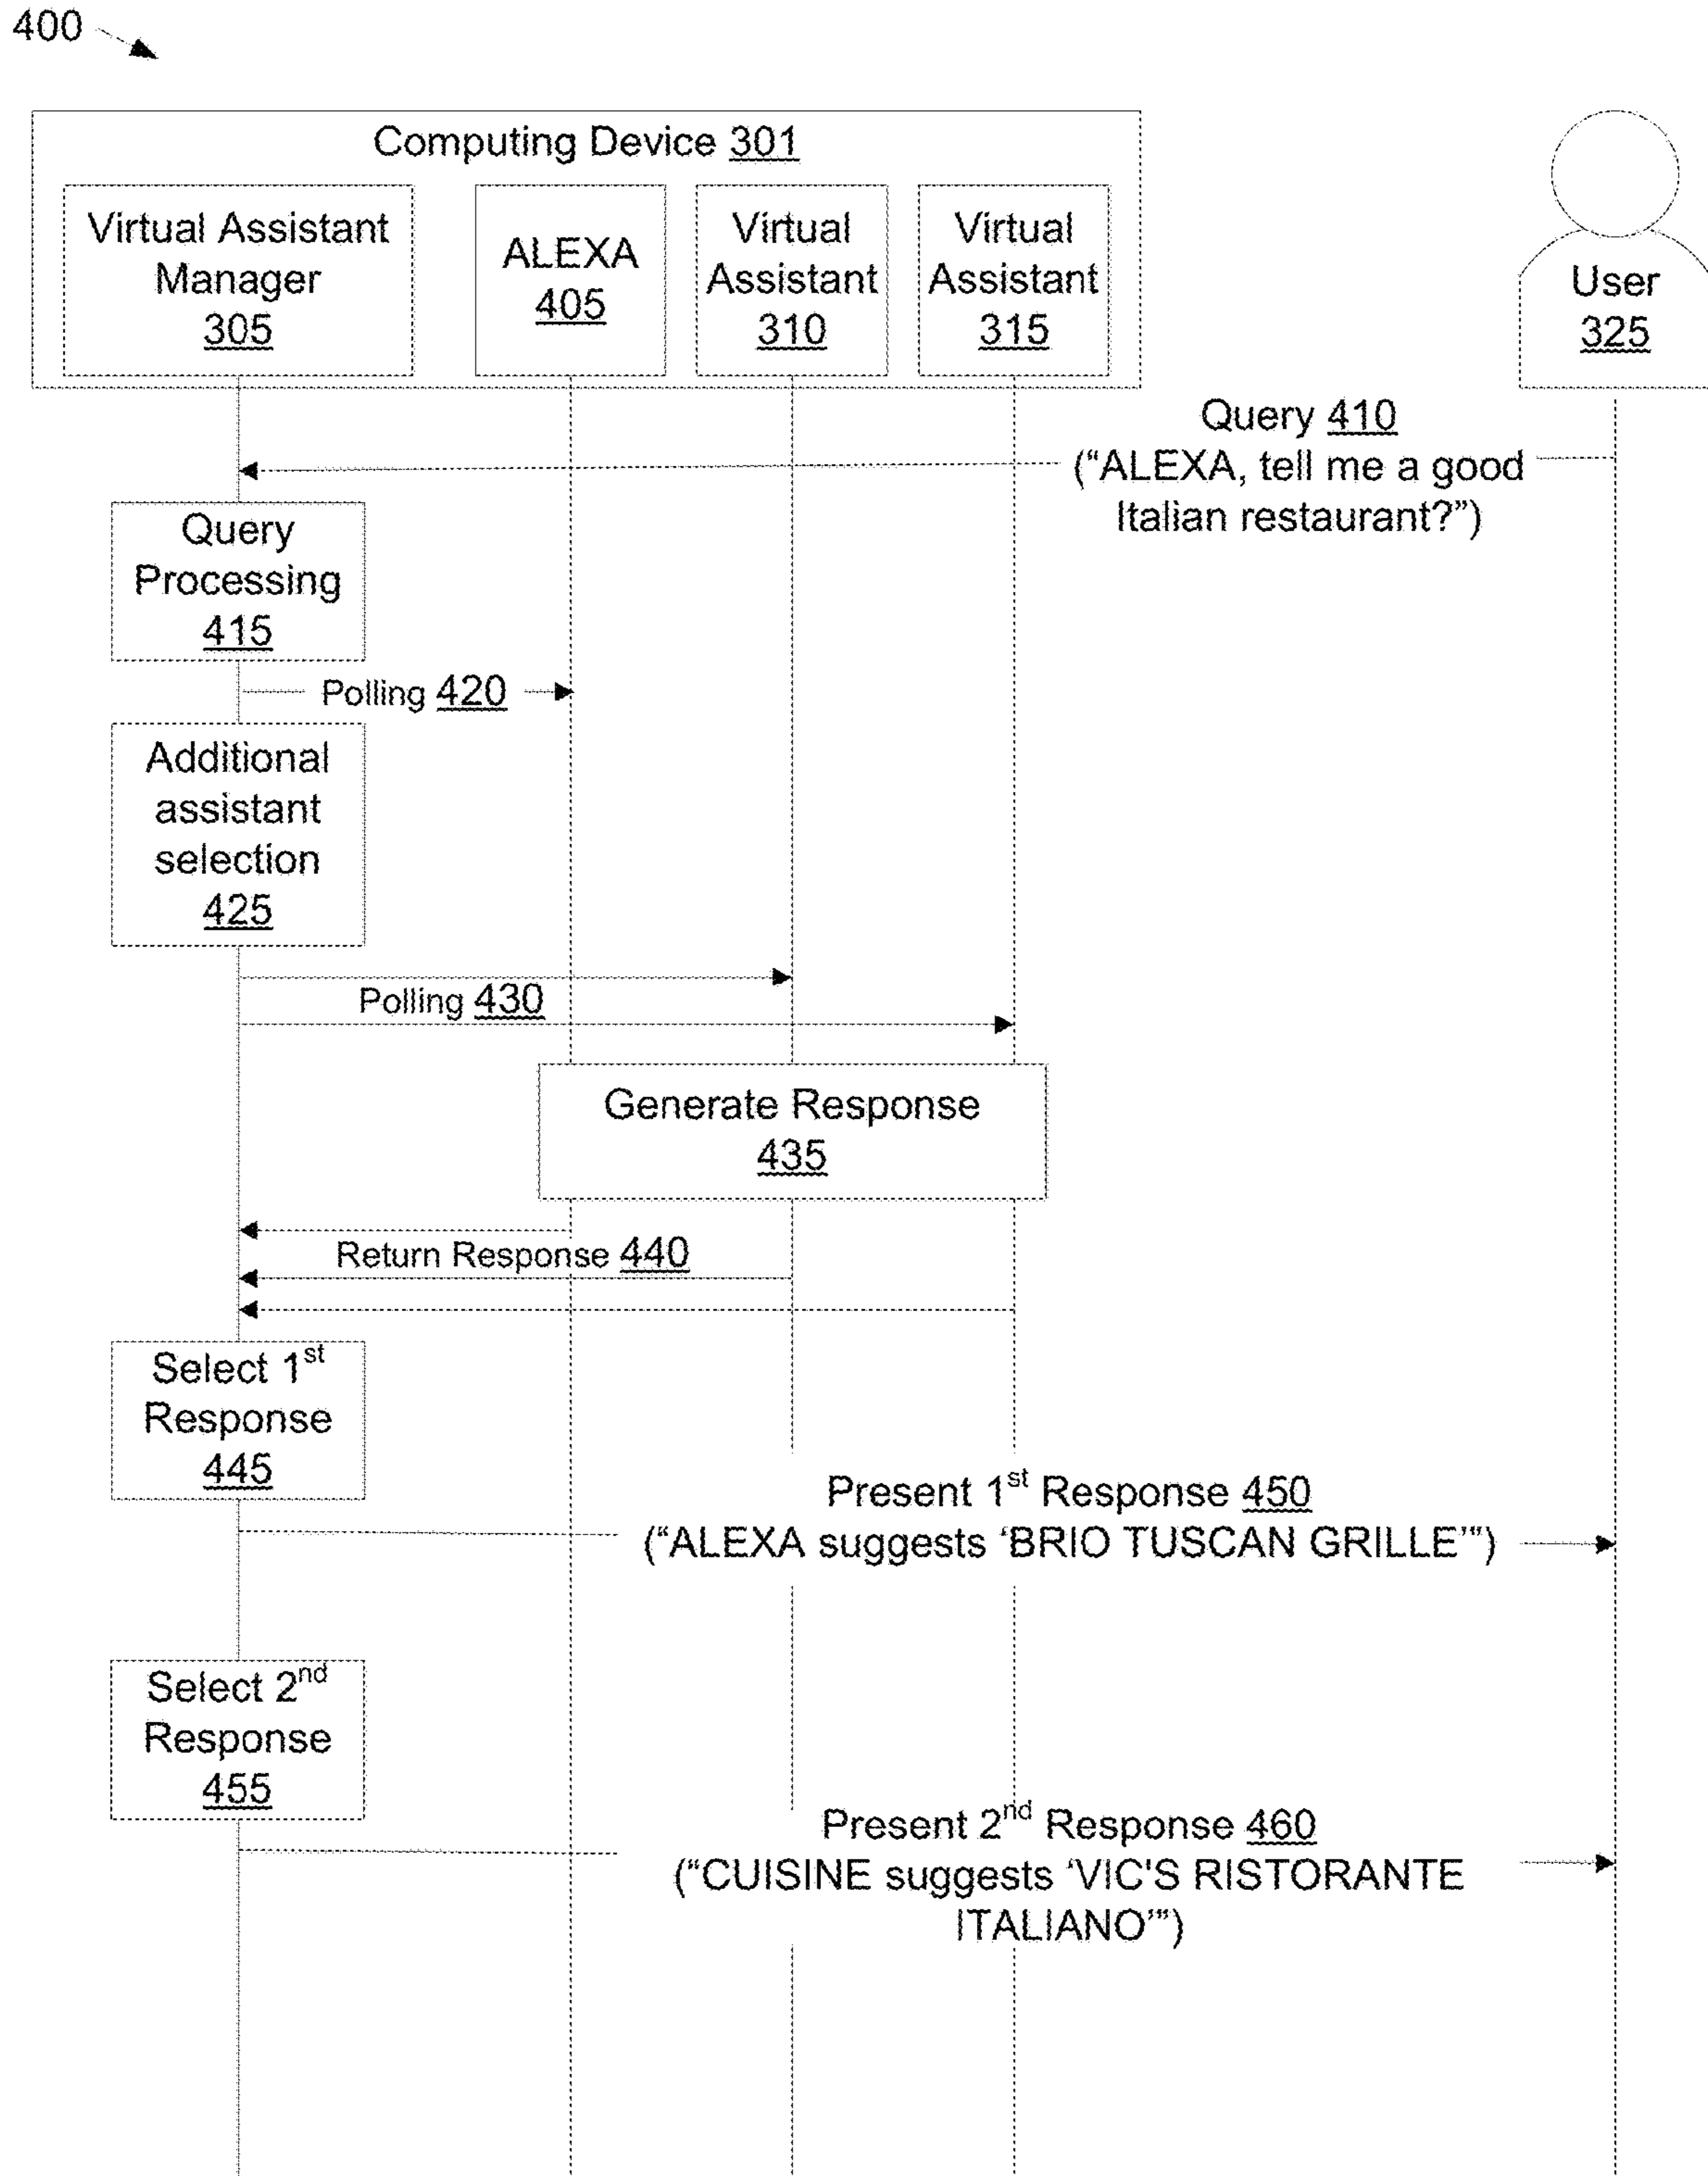 400
Computing Device 301
Virtual Assistant
Manager
305
ALEXA
405
Virtual
Assistant
310
Virtual
Assistant
315
User
325
Query 410
(“ALEXA, tell me a good
Italian restaurant?”)
Query
Processing
415
Polling 420
Additional
assistant
selection
425
Polling 430
Generate Response
435
Return Response 440
Select 1st
Response
445
Present 1st Response 450
(“ALEXA suggests ‘BRIO TUSCAN GRILLE’”)
Select 2nd
Response
455
Present 2nd Response 460
(“CUISINE suggests ‘VIC'S RISTORANTE
ITALIANO’”)